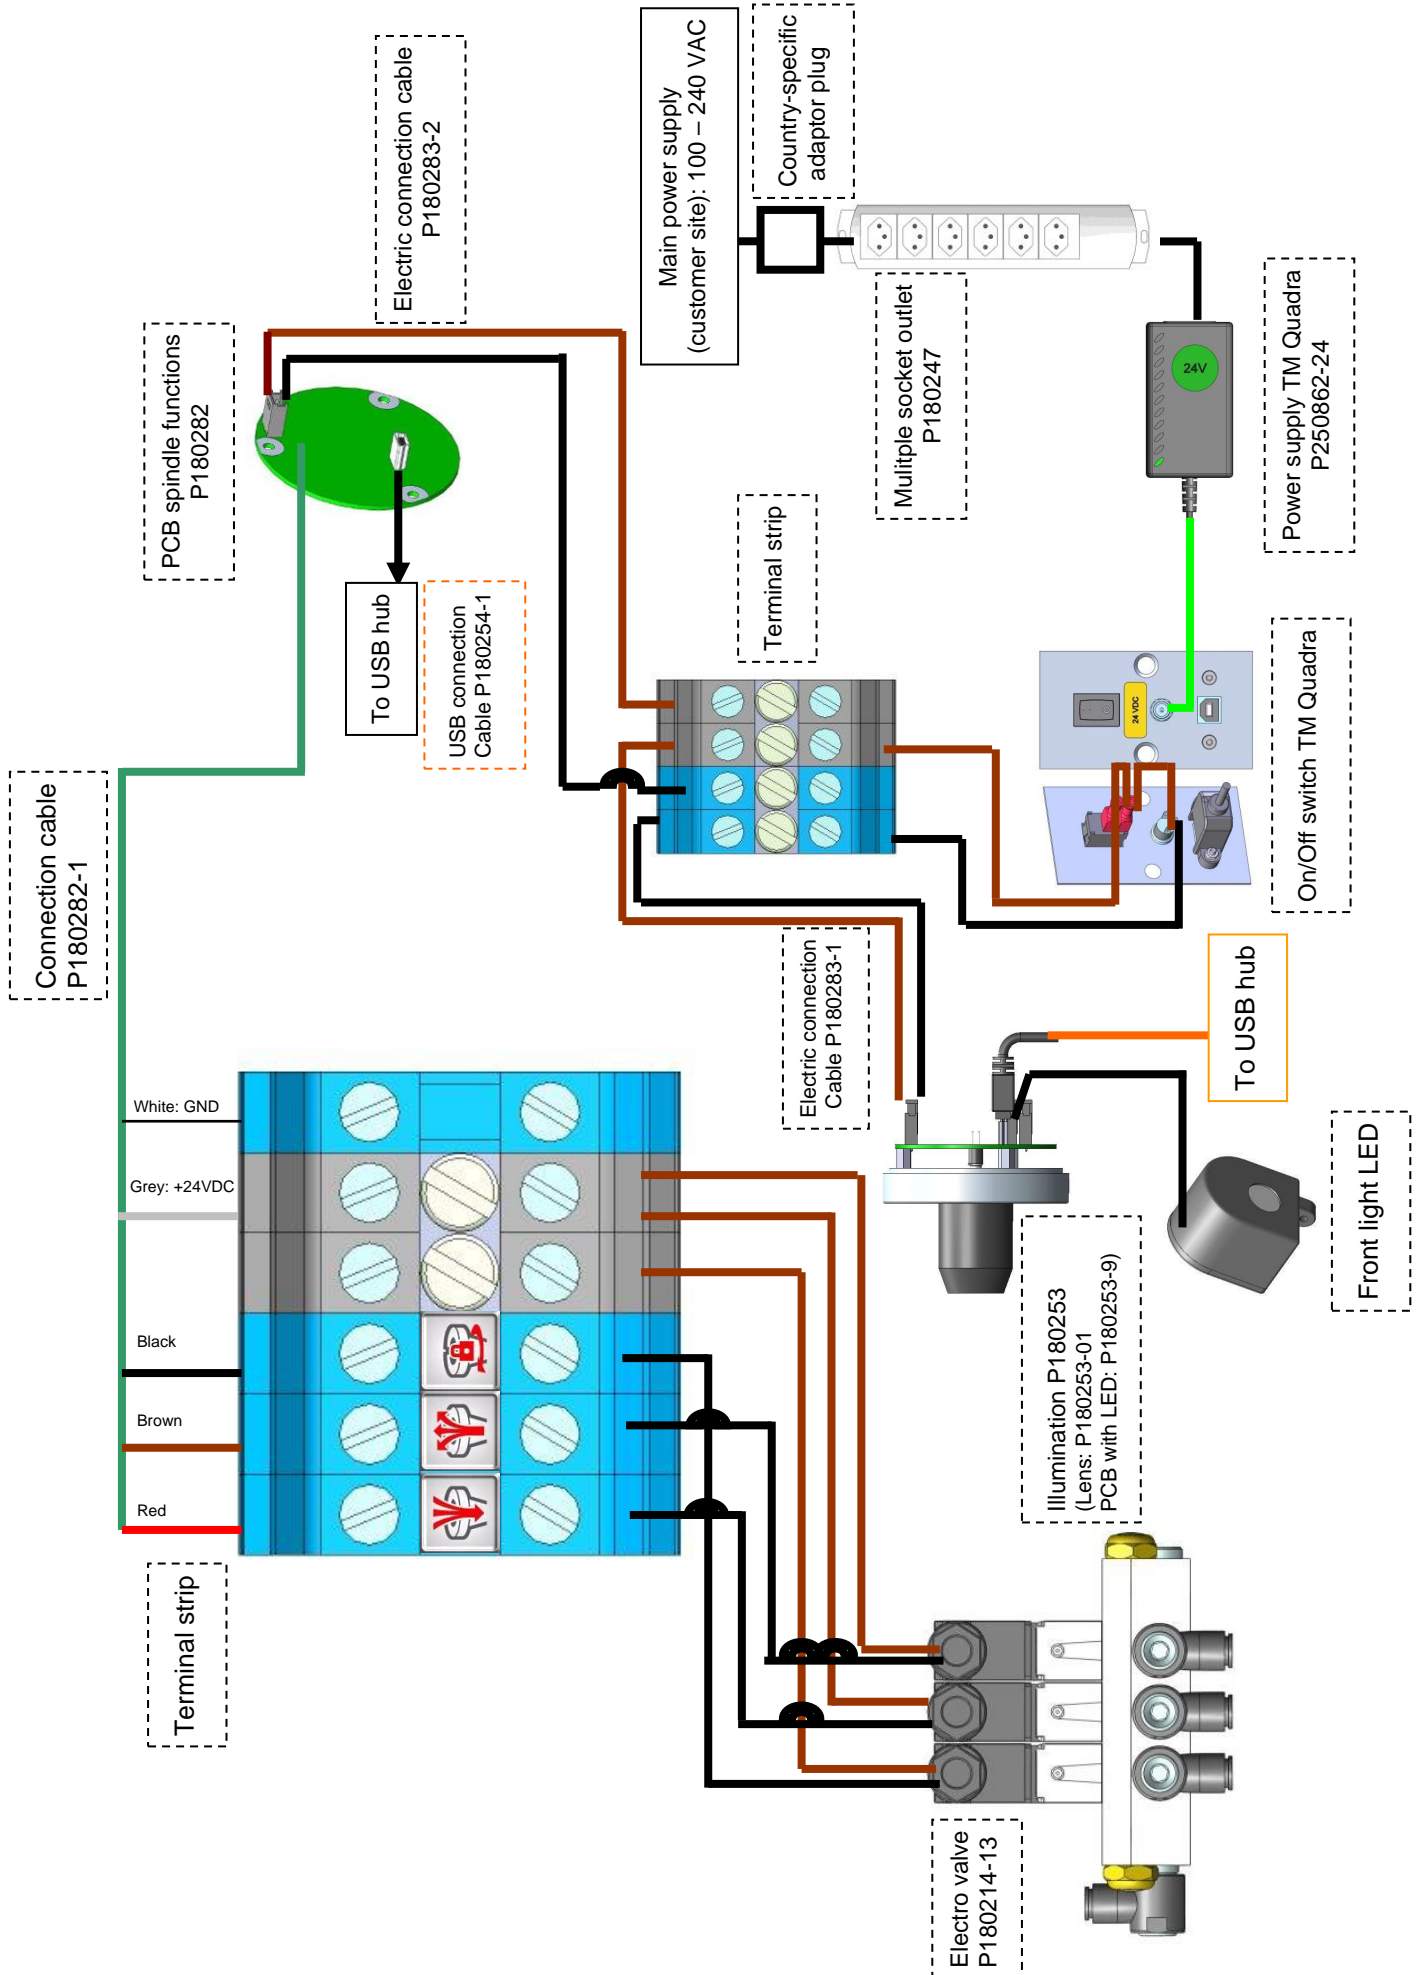 Connection cable
P180282-1
PCB spindle functions
P180282
Electric connection cable
P180283-2
To USB hub
USB connection
Cable P180254-1
Main power supply
(customer site): 100 – 240 VAC
Country-specific
adaptor plug
Mulitple socket outlet
P180247
24V
Power supply TM Quadra
P250862-24
Terminal strip
24 VDC
On/Off switch TM Quadra
Electric connection
Cable P180283-1
To USB hub
Front light LED
Illumination P180253
(Lens: P180253-01
PCB with LED: P180253-9)
White: GND
Grey: +24VDC
Black
Brown
Red
Terminal strip
Electro valve
P180214-13